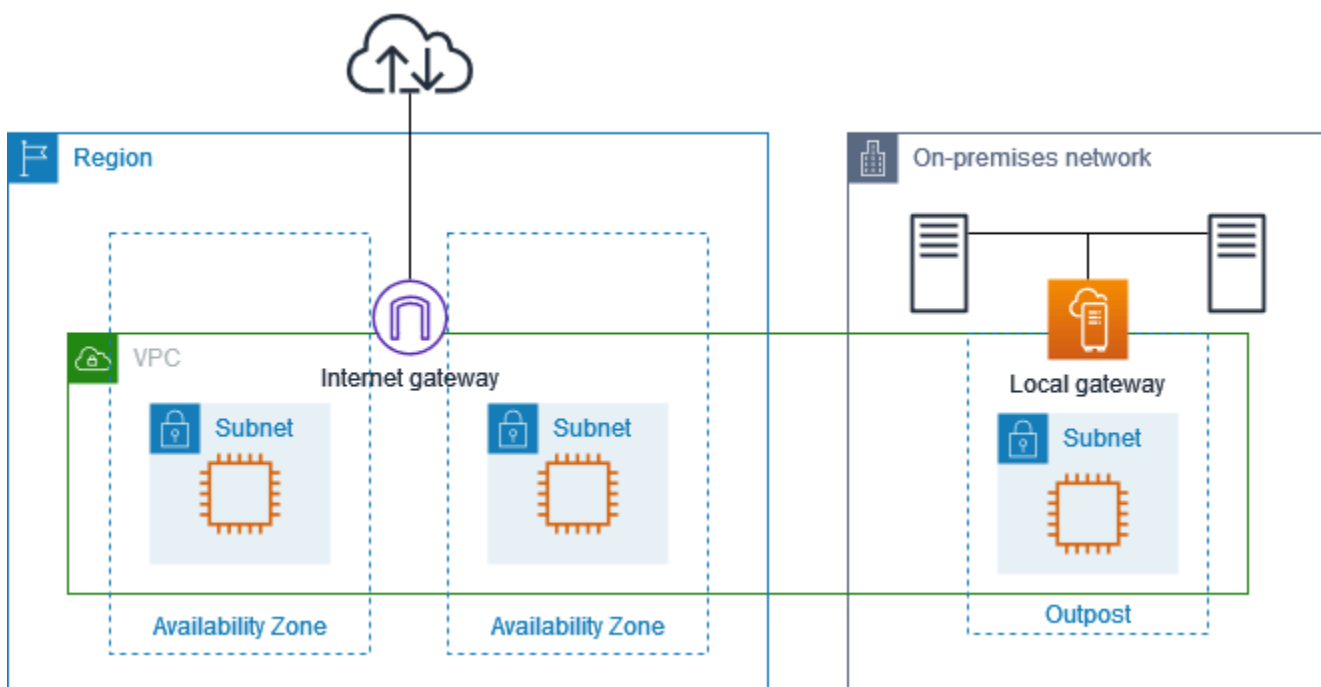 Region
On-premises network
VPC
Internet gateway
Local gateway
Subnet
Subnet
Subnet
Availability Zone
Availability Zone
Outpost